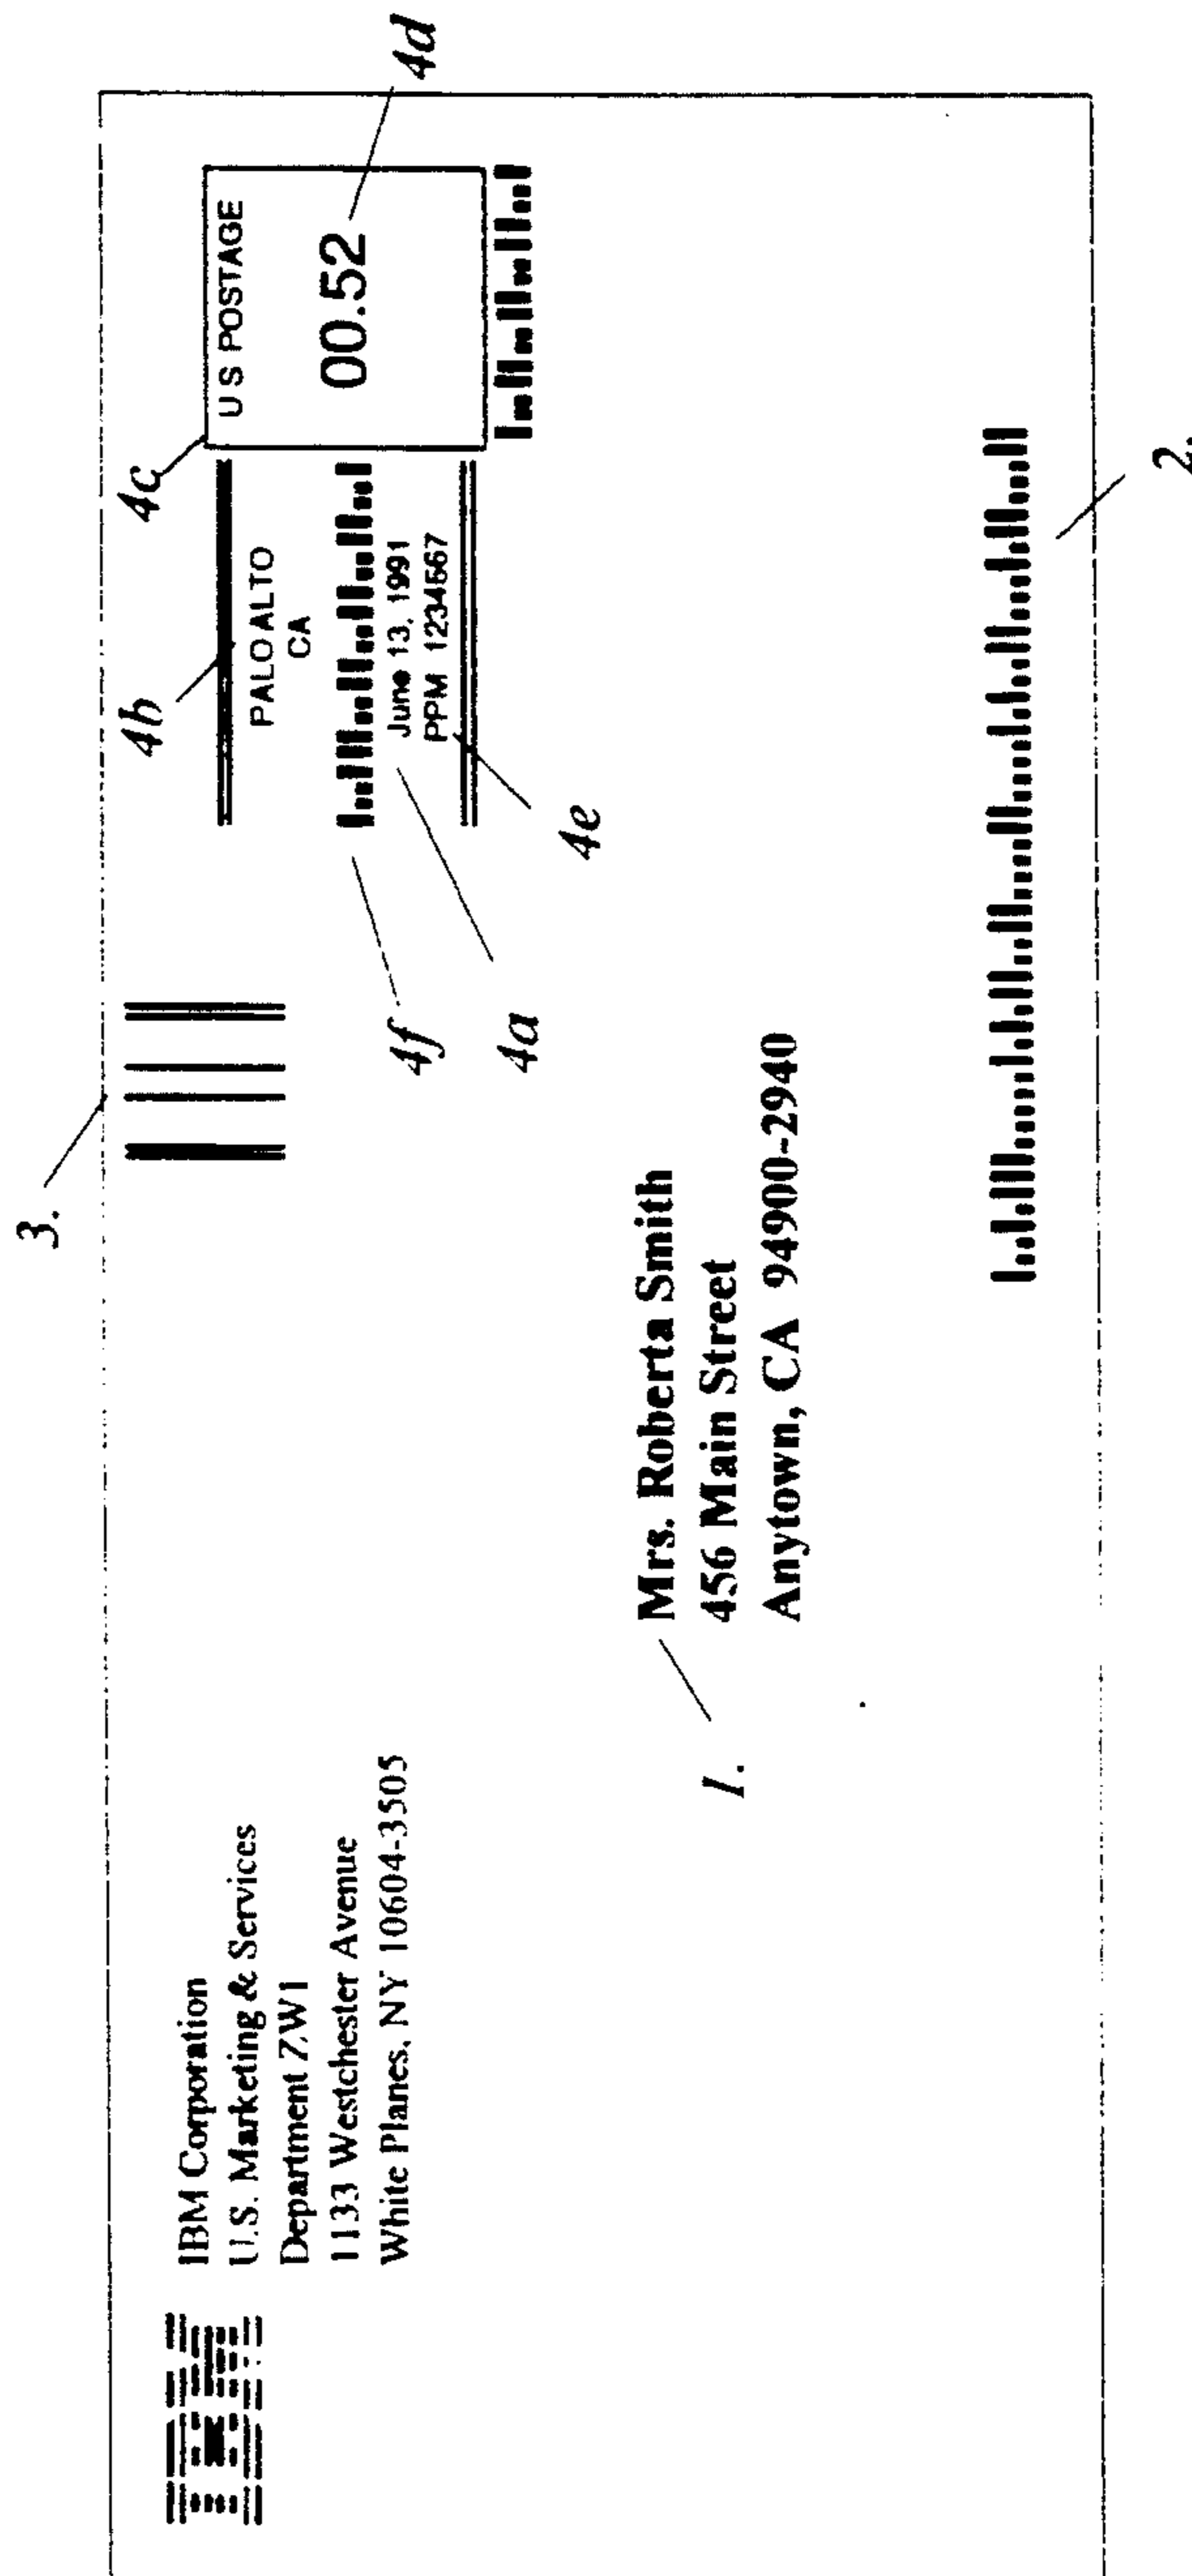 IBM
IBM Corporation
U.S. Marketing & Services
Department ZW1
1133 Westchester Avenue
White Planes, NY 10604-3505
3.
4b
4c
4d
PALO ALTO
CA
June 13, 1991
PPM 1234567
U S POSTAGE
00.52
4f
4a
4e
1.
Mrs. Roberta Smith
456 Main Street
Anytown, CA 94900-2940
2.